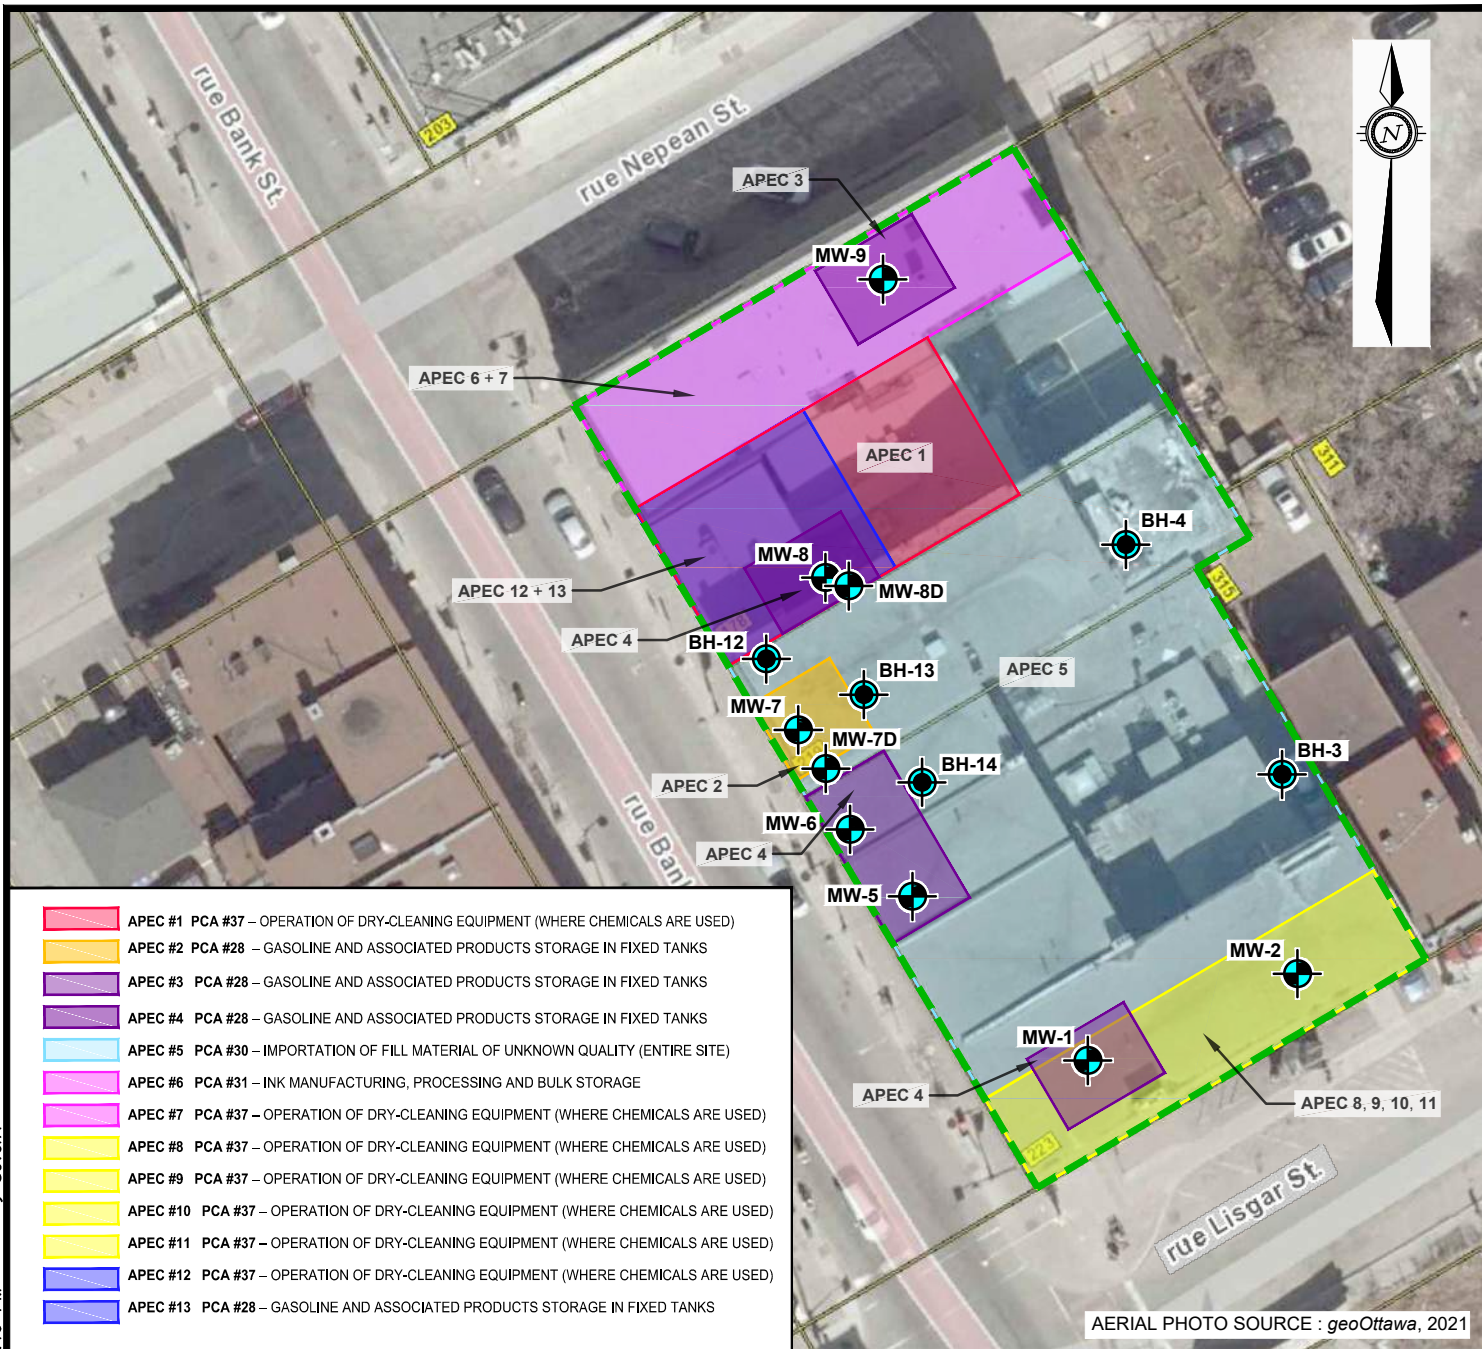 rue Bank St.
203
rue Nepean St.
N
APEC 3
MW-9
APEC 6 + 7
APEC 1
311
BH-4
MW-8
APEC 12 + 13
MW-8D
315
APEC 4
BH-12
BH-13
APEC 5
MW-7
MW-7D
BH-3
APEC 2
BH-14
rue Bank
MW-6
APEC 4
MW-5
MW-2
MW-1
APEC 4
APEC 8, 9, 10, 11
223
rue Lisgar St.
APEC #1 PCA #37 – OPERATION OF DRY-CLEANING EQUIPMENT (WHERE CHEMICALS ARE USED)
APEC #2 PCA #28 – GASOLINE AND ASSOCIATED PRODUCTS STORAGE IN FIXED TANKS
APEC #3 PCA #28 – GASOLINE AND ASSOCIATED PRODUCTS STORAGE IN FIXED TANKS
APEC #4 PCA #28 – GASOLINE AND ASSOCIATED PRODUCTS STORAGE IN FIXED TANKS
APEC #5 PCA #30 – IMPORTATION OF FILL MATERIAL OF UNKNOWN QUALITY (ENTIRE SITE)
APEC #6 PCA #31 – INK MANUFACTURING, PROCESSING AND BULK STORAGE
APEC #7 PCA #37 – OPERATION OF DRY-CLEANING EQUIPMENT (WHERE CHEMICALS ARE USED)
APEC #8 PCA #37 – OPERATION OF DRY-CLEANING EQUIPMENT (WHERE CHEMICALS ARE USED)
APEC #9 PCA #37 – OPERATION OF DRY-CLEANING EQUIPMENT (WHERE CHEMICALS ARE USED)
APEC #10 PCA #37 – OPERATION OF DRY-CLEANING EQUIPMENT (WHERE CHEMICALS ARE USED)
APEC #11 PCA #37 – OPERATION OF DRY-CLEANING EQUIPMENT (WHERE CHEMICALS ARE USED)
APEC #12 PCA #37 – OPERATION OF DRY-CLEANING EQUIPMENT (WHERE CHEMICALS ARE USED)
APEC #13 PCA #28 – GASOLINE AND ASSOCIATED PRODUCTS STORAGE IN FIXED TANKS
AERIAL PHOTO SOURCE : geoOttawa, 2021